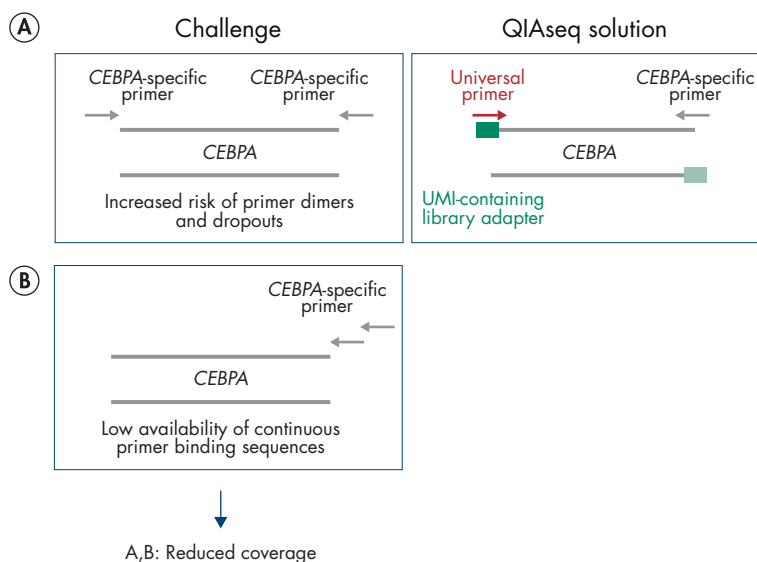 A
Challenge
QIAseq solution
CEBPA-specific
primer
CEBPA-specific
primer
CEBPA
Increased risk of primer dimers
and dropouts
Universal
primer
CEBPA-specific
primer
CEBPA
UMI-containing
library adapter
B
CEBPA-specific
primer
CEBPA
Low availability of continuous
primer binding sequences
A,B: Reduced coverage